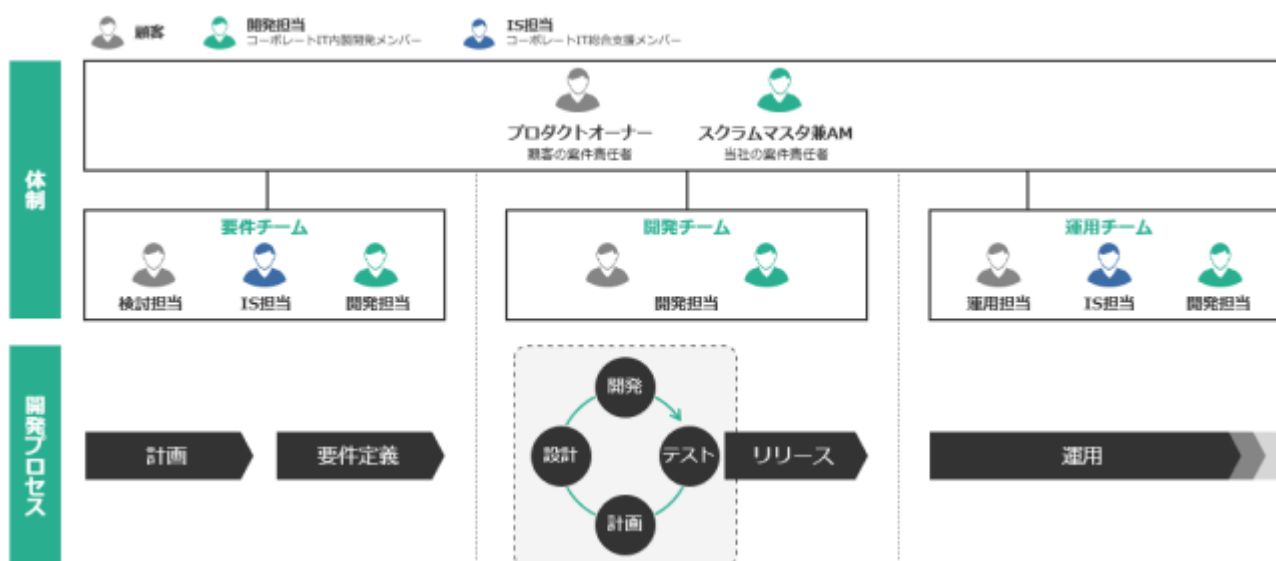 顧客
開発担当
コーポレートIT内製開発メンバー
IS担当
コーポレートIT総合支援メンバー
体制
プロダクトオーナー
顧客の案件責任者
スクラムマスタ兼AM
当社の案件責任者
要件チーム
検討担当
IS担当
開発担当
開発チーム
開発担当
運用チーム
運用担当
IS担当
開発担当
開発プロセス
計画
要件定義
開発
設計
テスト
計画
リリース
運用